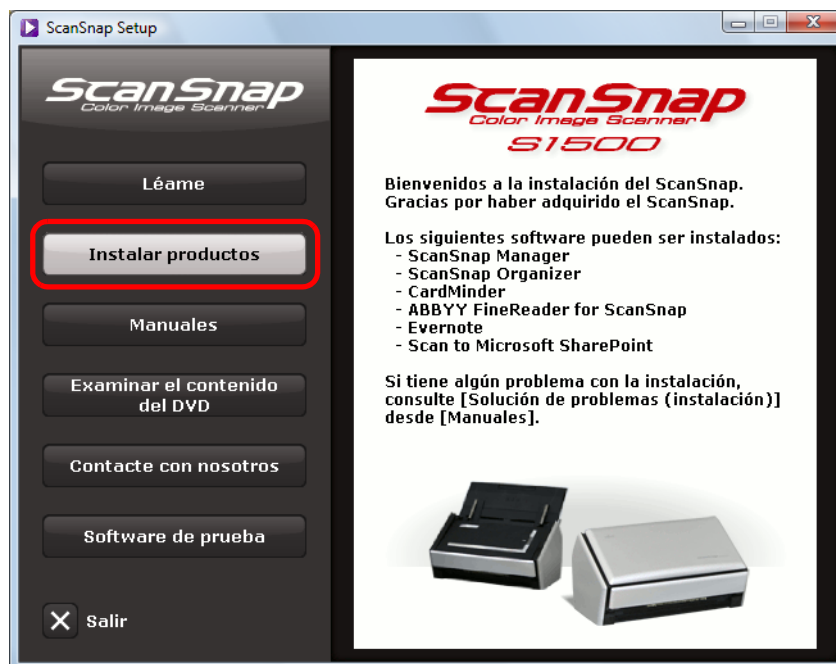 ScanSnap Setup
ScanSnap
Color Image Scanner
Léame
Instalar productos
Manuales
Examinar el contenido
del DVD
Contacte con nosotros
Software de prueba
Salir
ScanSnap
Color Image Scanner
S1500
Bienvenidos a la instalación del ScanSnap.
Gracias por haber adquirido el ScanSnap.
Los siguientes software pueden ser instalados:
- ScanSnap Manager
- ScanSnap Organizer
- CardMinder
- ABBYY FineReader for ScanSnap
- Evernote
- Scan to Microsoft SharePoint
Si tiene algún problema con la instalación,
consulte [Solución de problemas (instalación)]
desde [Manuales].